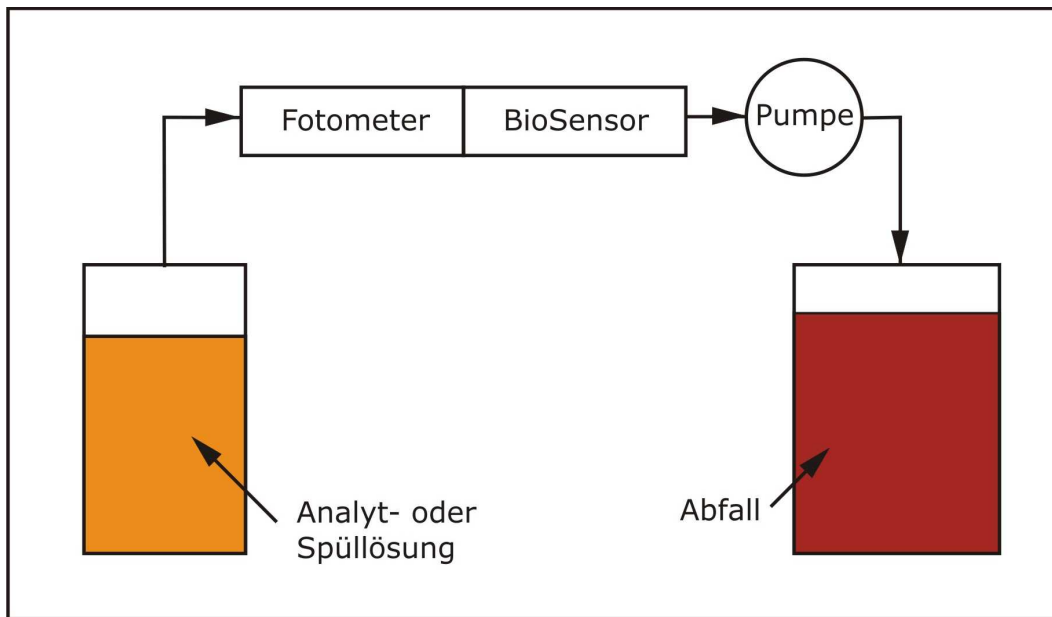 Fotometer
BioSensor
Pumpe
Analyt- oder
Spüllösung
Abfall